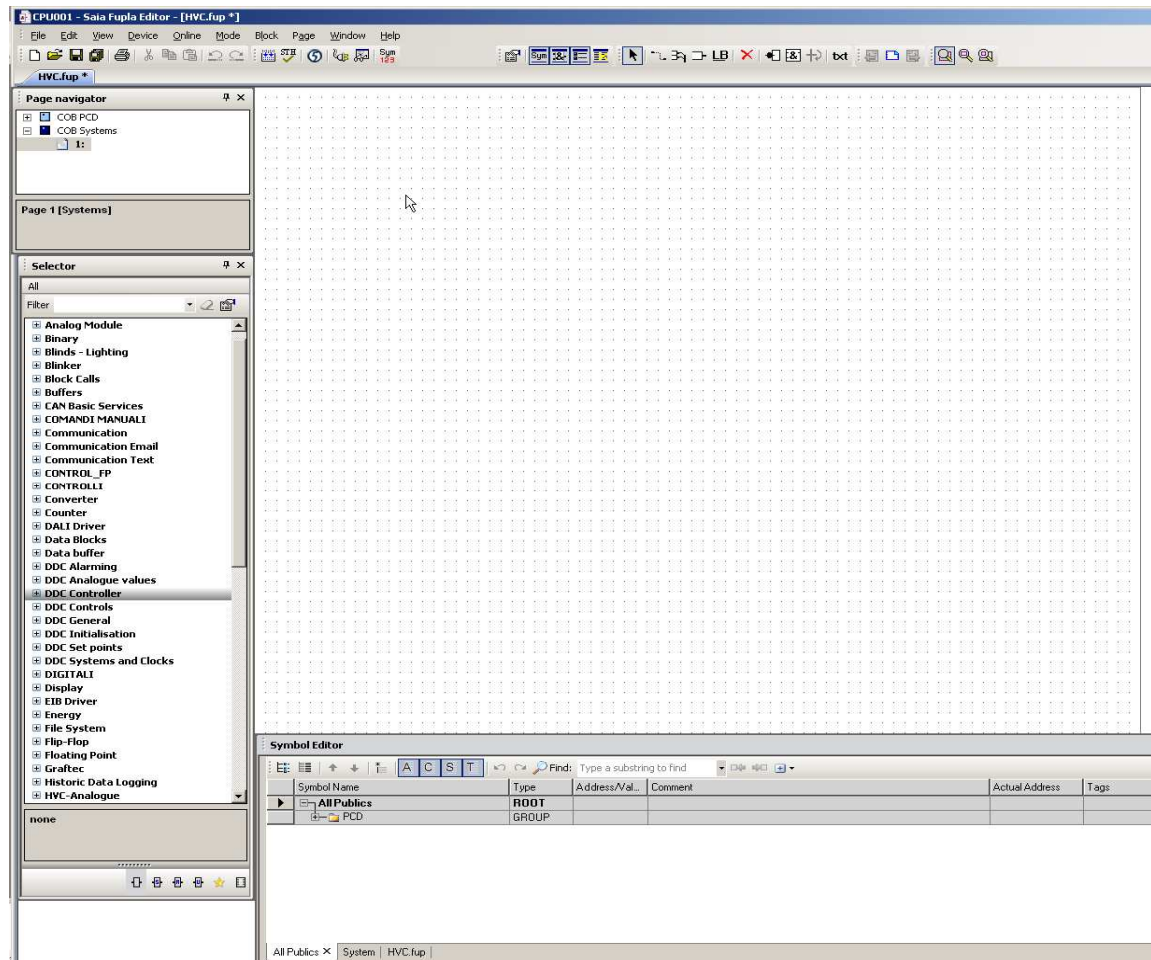 CPU001 - Saia Fupla Editor - [HVC.fup *]
File Edit View Device Online Mode Block Page Window Help
Sym 123 Sym LB txt
HVC.fup *
Page navigator
COB PCD
COB Systems
1:
Page 1 [Systems]
Selector
All
Filter
Analog Module
Binary
Blinds - Lighting
Blinker
Block Calls
Buffers
CAN Basic Services
COMANDI MANUALI
Communication
Communication Email
Communication Text
CONTROL_FP
CONTROLLI
Converter
Counter
DALI Driver
Data Blocks
Data buffer
DDC Alarming
DDC Analogue values
DDC Controller
DDC Controls
DDC General
DDC Initialisation
DDC Set points
DDC Systems and Clocks
DIGITALI
Display
EIB Driver
Energy
File System
Flip-Flop
Floating Point
Graftec
Historic Data Logging
HVC-Analogue
none
Symbol Editor
A C S T Find: Type a substring to find
Symbol Name Type Address/Val... Comment Actual Address Tags
All Publics ROOT
PCD GROUP
All Publics System HVC.fup